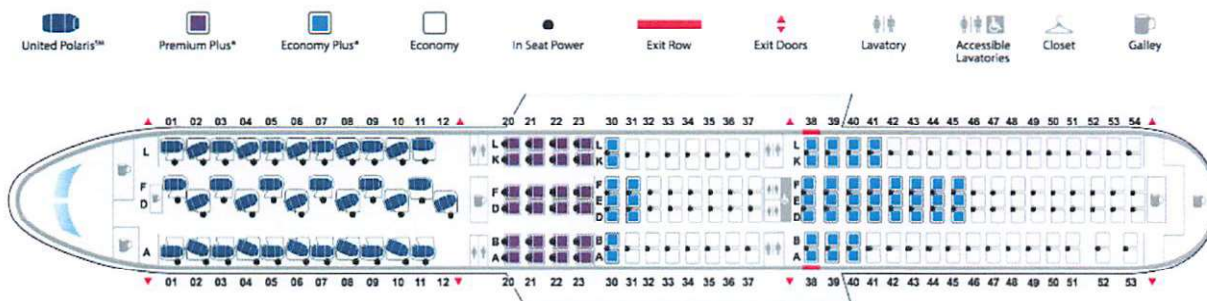 United Polaris℠ Premium Plus® Economy Plus® Economy In Seat Power Exit Row Exit Doors Lavatory Accessible Lavatories Closet Galley
01 02 03 04 05 06 07 08 09 10 11 12 20 21 22 23 30 31 32 33 34 35 36 37 38 39 40 41 42 43 44 45 46 47 48 49 50 51 52 53 54
L L L L
K K K
F F F F
E E
D D D D
B B B
A A A A
01 02 03 04 05 06 07 08 09 10 11 12 20 21 22 23 30 31 32 33 34 35 36 37 38 39 40 41 42 43 44 45 46 47 48 49 50 51 52 53